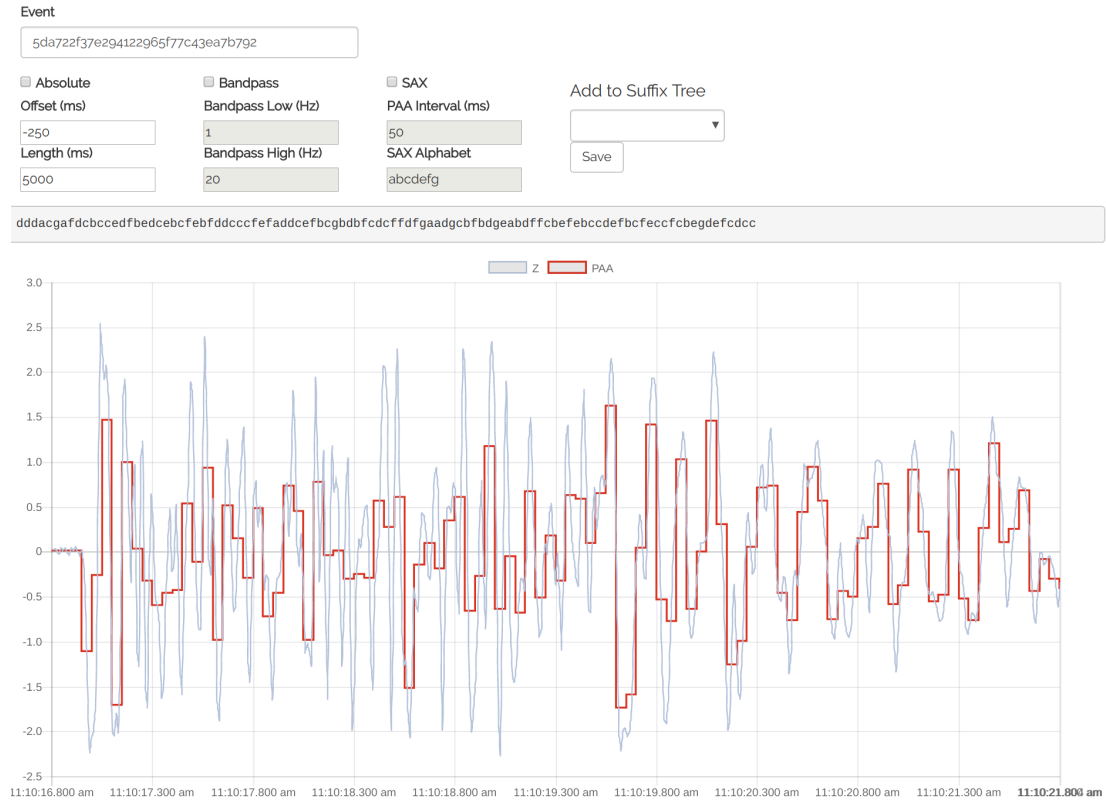 Event
5da722f37e294122965f77c43ea7b792
Absolute Bandpass SAX
Add to Suffix Tree
Offset (ms) Bandpass Low (Hz) PAA Interval (ms)
-250 1 50
Length (ms) Bandpass High (Hz) SAX Alphabet
Save
5000 20 abcdefg
dddacgafdcbccedfbedcebcfebfddcccfefaddcefbcgbdbfcdcffdfgaadgcbfbdgeabdffcbefebccdefbcfeccfcbegdefcdcc
Z PAA
3.0
2.5
2.0
1.5
1.0
0.5
0
-0.5
-1.0
-1.5
-2.0
-2.5
11:10:16.800 am 11:10:17.300 am 11:10:17.800 am 11:10:18.300 am 11:10:18.800 am 11:10:19.300 am 11:10:19.800 am 11:10:20.300 am 11:10:20.800 am 11:10:21.300 am